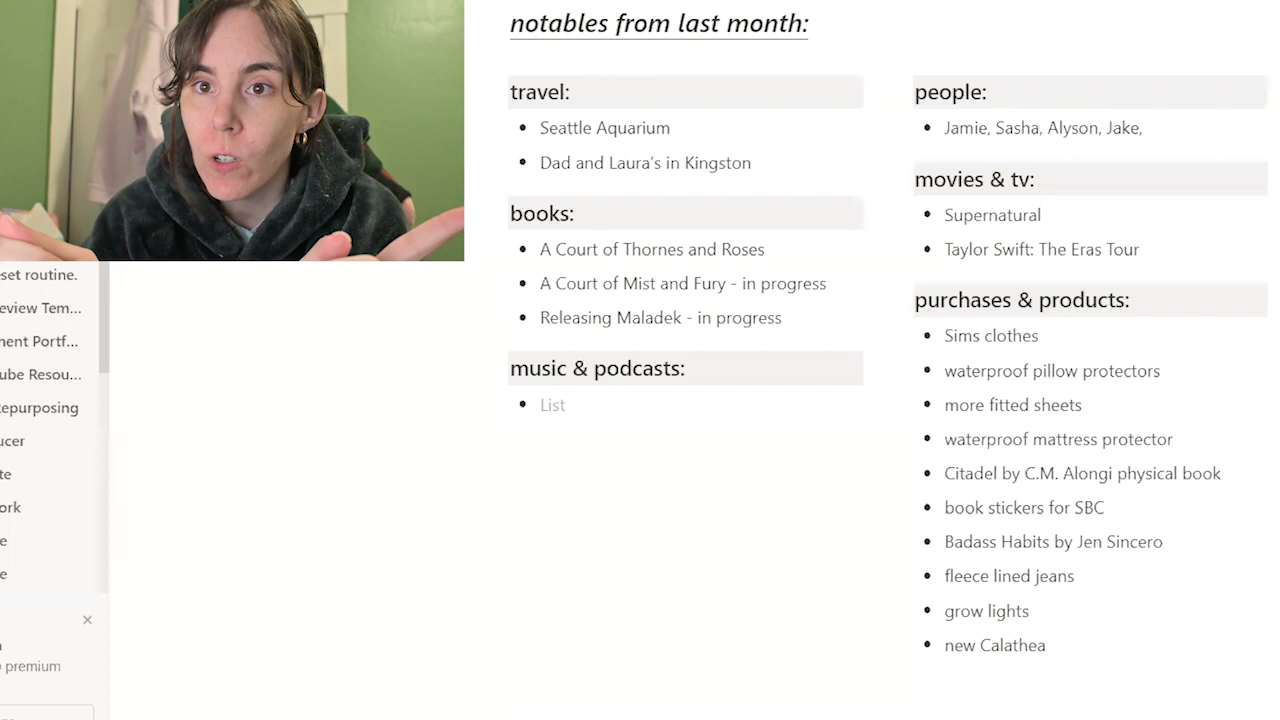 notables from last month:
travel:
Seattle Aquarium
Dad and Laura's in Kingston
books:
A Court of Thornes and Roses
A Court of Mist and Fury - in progress
Releasing Maladek - in progress
music & podcasts:
List
people:
Jamie, Sasha, Alyson, Jake,
movies & tv:
Supernatural
Taylor Swift: The Eras Tour
purchases & products:
Sims clothes
waterproof pillow protectors
more fitted sheets
waterproof mattress protector
Citadel by C.M. Alongi physical book
book stickers for SBC
Badass Habits by Jen Sincero
fleece lined jeans
grow lights
new Calathea
eset routine.
eview Tem...
nent Portf...
ube Resou...
epurposing
ucer
te
ork
e
e
premium